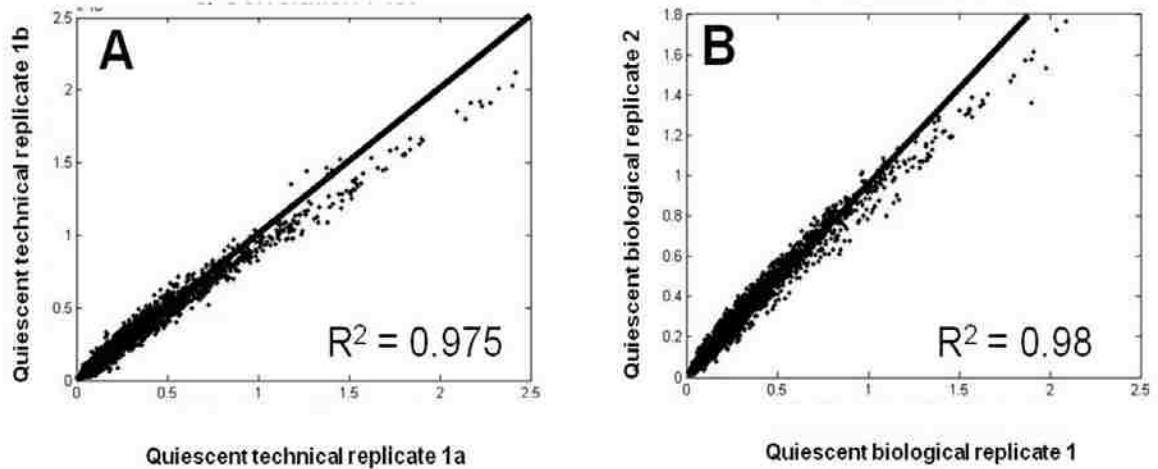 A
Quiescent technical replicate 1b
2.5
2
1.5
1
0.5
0
R² = 0.975
0 0.5 1 1.5 2 2.5
Quiescent technical replicate 1a
B
Quiescent biological replicate 2
1.8
1.6
1.4
1.2
1
0.8
0.6
0.4
0.2
0
R² = 0.98
0 0.5 1 1.5 2 2.5
Quiescent biological replicate 1